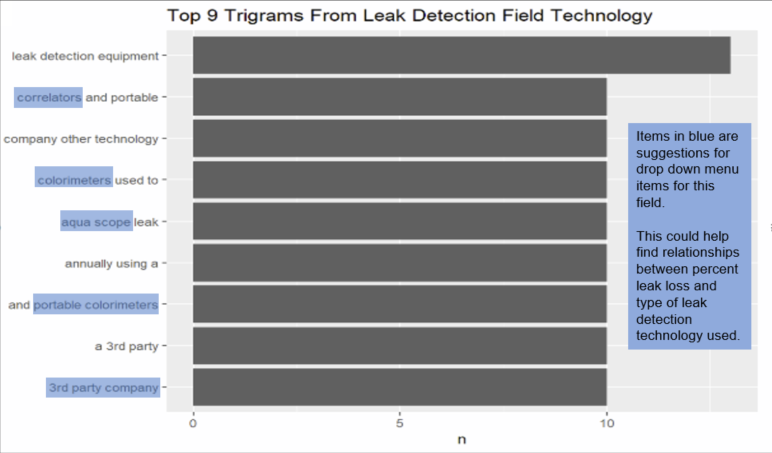 Top 9 Trigrams From Leak Detection Field Technology
leak detection equipment
correlators and portable
company other technology
colorimeters used to
aqua scope leak
annually using a
and portable colorimeters
a 3rd party
3rd party company
Items in blue are
suggestions for
drop down menu
items for this
field.
This could help
find relationships
between percent
leak loss and
type of leak
detection
technology used.
0 5 10
n